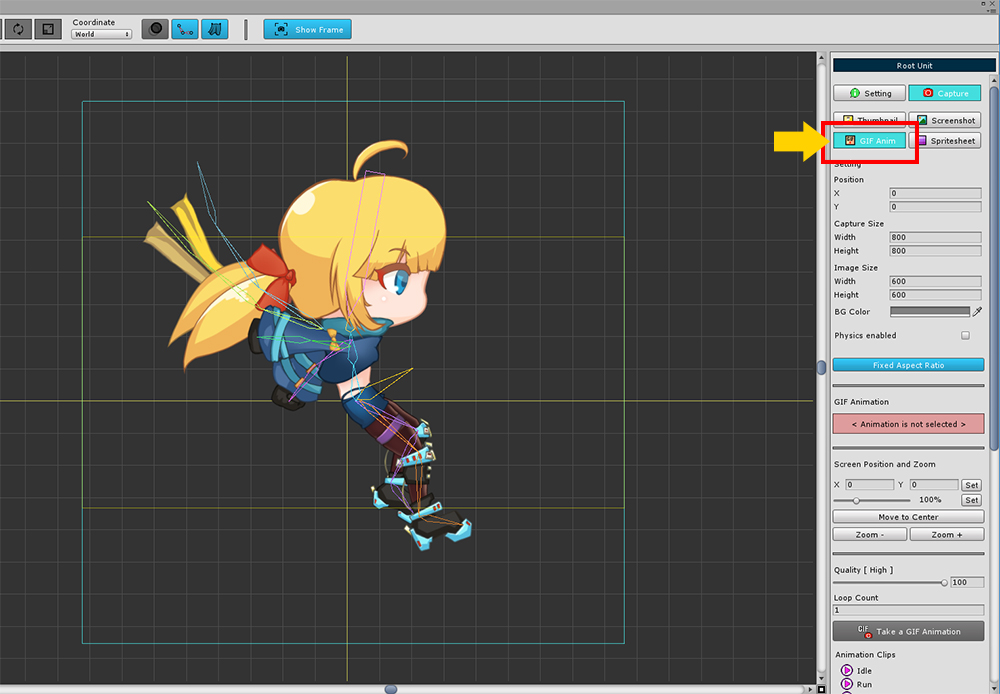 Coordinate
World
Show Frame
Root Unit
Setting Capture
Thumbnail Screenshot
GIF Anim Spritesheet
Setting
Position
X 0
Y 0
Capture Size
Width 800
Height 800
Image Size
Width 600
Height 600
BG Color
Physics enabled
Fixed Aspect Ratio
GIF Animation
< Animation is not selected >
Screen Position and Zoom
X 0 Y 0 Set
100% Set
Move to Center
Zoom - Zoom +
Quality [ High ]
100
Loop Count
1
GIF Take a GIF Animation
Animation Clips
Idle
Run